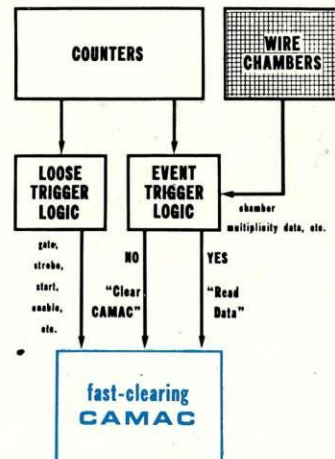 COUNTERS
WIRE
CHAMBERS
LOOSE
TRIGGER
LOGIC
EVENT
TRIGGER
LOGIC
chamber
multiplicity data, etc.
gate,
strobe,
start,
enable,
etc.
NO
YES
"Clear
CAMAC"
"Read
Data"
fast-clearing
CAMAC